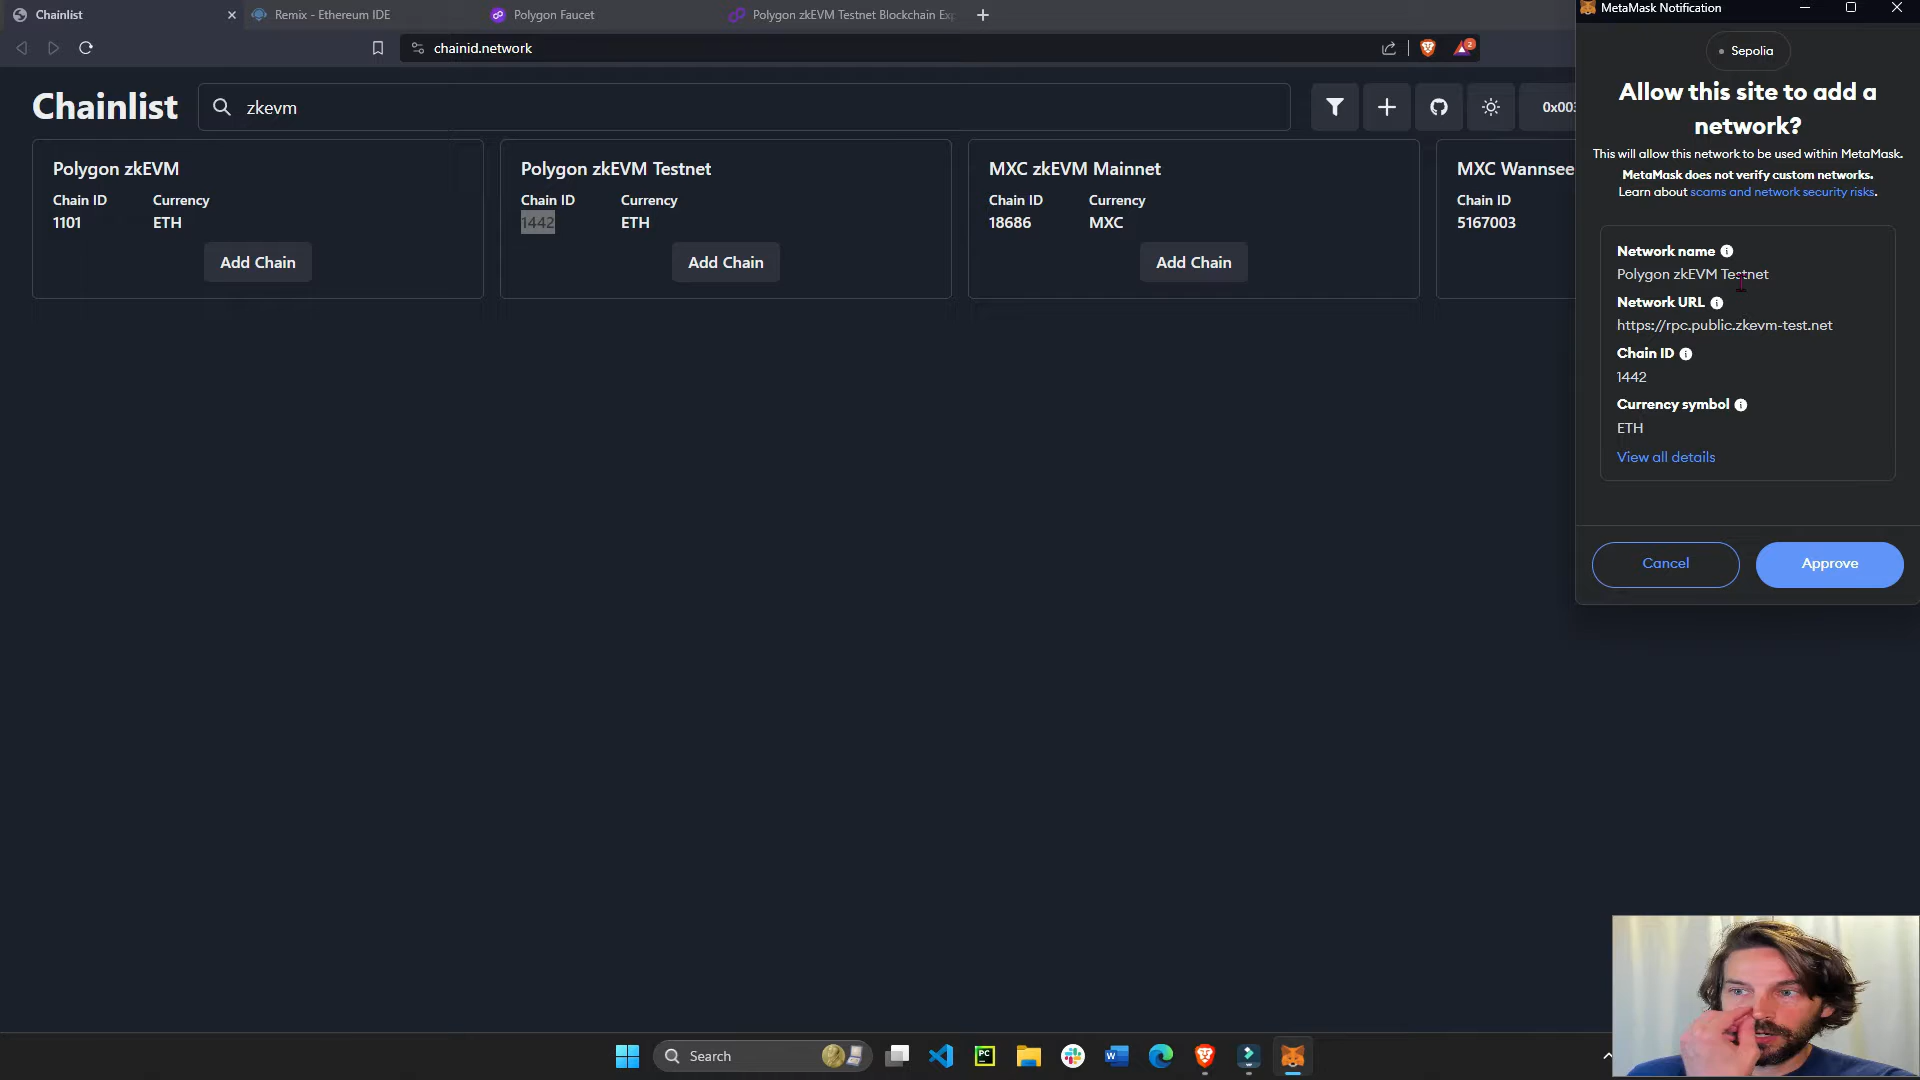 Chainlist
Remix - Ethereum IDE
Polygon Faucet
Polygon zkEVM Testnet Blockchain Exp
chainid.network
2
Chainlist
zkevm
0x003
Polygon zkEVM
Chain ID
Currency
1101
ETH
Add Chain
Polygon zkEVM Testnet
Chain ID
Currency
1442
ETH
Add Chain
MXC zkEVM Mainnet
Chain ID
Currency
18686
MXC
Add Chain
MXC Wannsee
Chain ID
5167003
MetaMask Notification
Sepolia
Allow this site to add a
network?
This will allow this network to be used within MetaMask.
MetaMask does not verify custom networks.
Learn about scams and network security risks.
Network name
Polygon zkEVM Testnet
Network URL
https://rpc.public.zkevm-test.net
Chain ID
1442
Currency symbol
ETH
View all details
Cancel
Approve
Search
PC
W